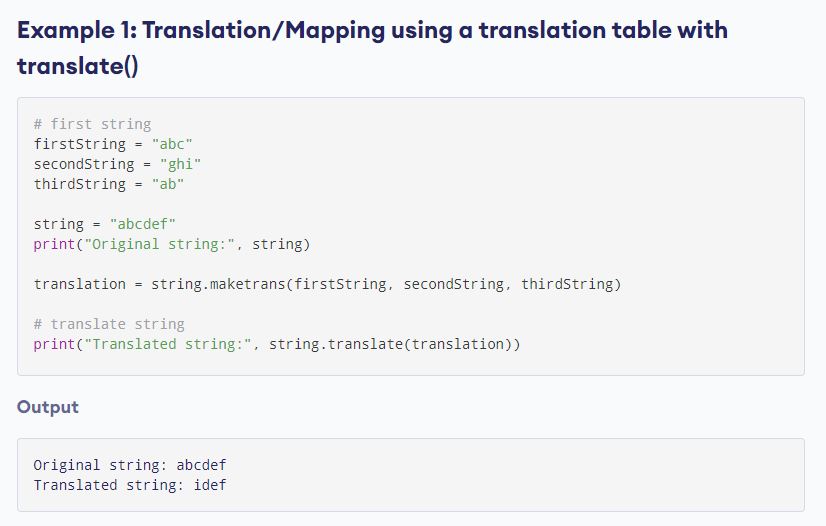 Example 1: Translation/Mapping using a translation table with
translate()
# first string
firstString = "abc"
secondString = "ghi"
thirdString = "ab"
string = "abcdef"
print("Original string:", string)
translation = string.maketrans(firstString, secondString, thirdString)
# translate string
print("Translated string:", string.translate(translation))
Output
Original string: abcdef
Translated string: idef